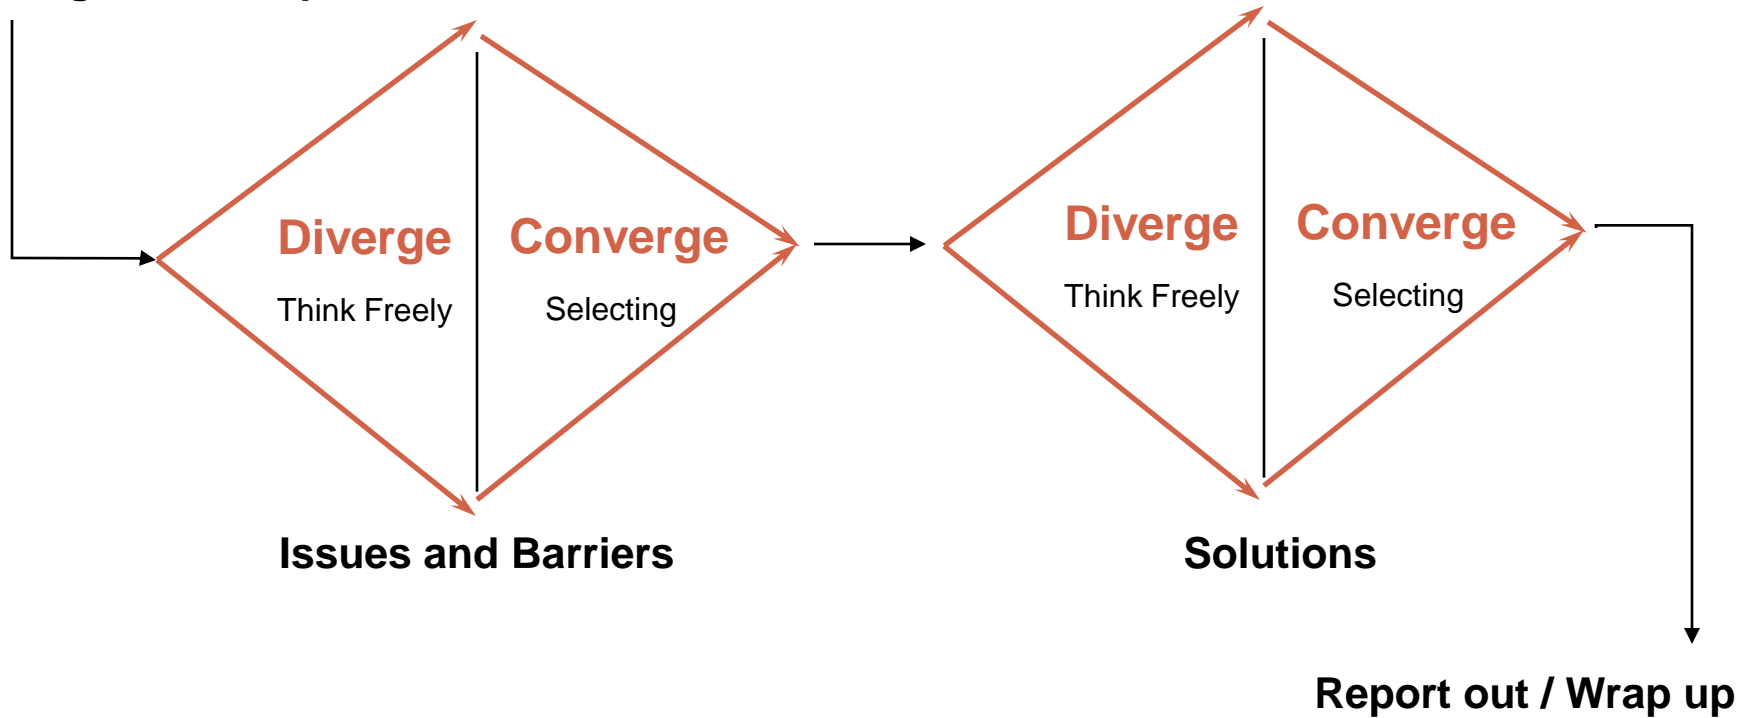 Diverge
Converge
Think Freely
Selecting
Issues and Barriers
Diverge
Converge
Think Freely
Selecting
Solutions
Report out / Wrap up